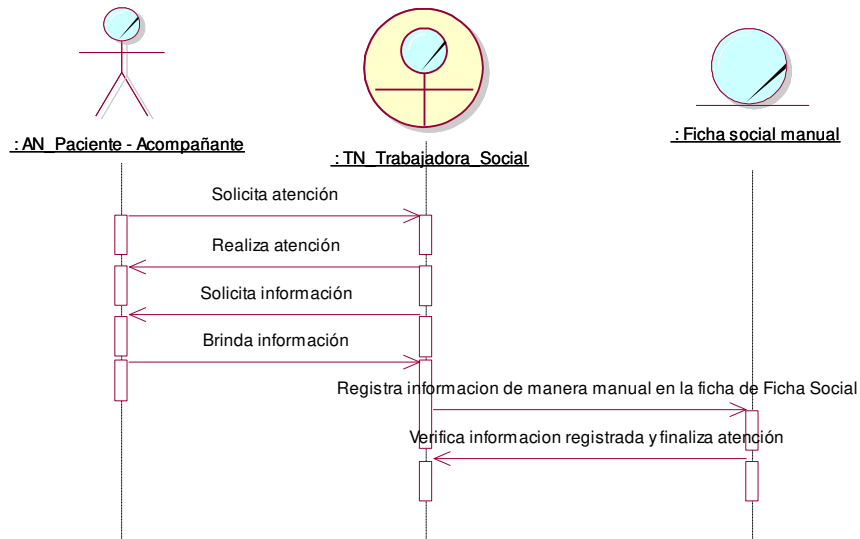 : AN_Paciente - Acompañante
: TN_Trabajadora_Social
: Ficha social manual
Solicita atención
Realiza atención
Solicita información
Brinda información
Registra informacion de manera manual en la ficha de Ficha Social
Verifica informacion registrada y finaliza atención